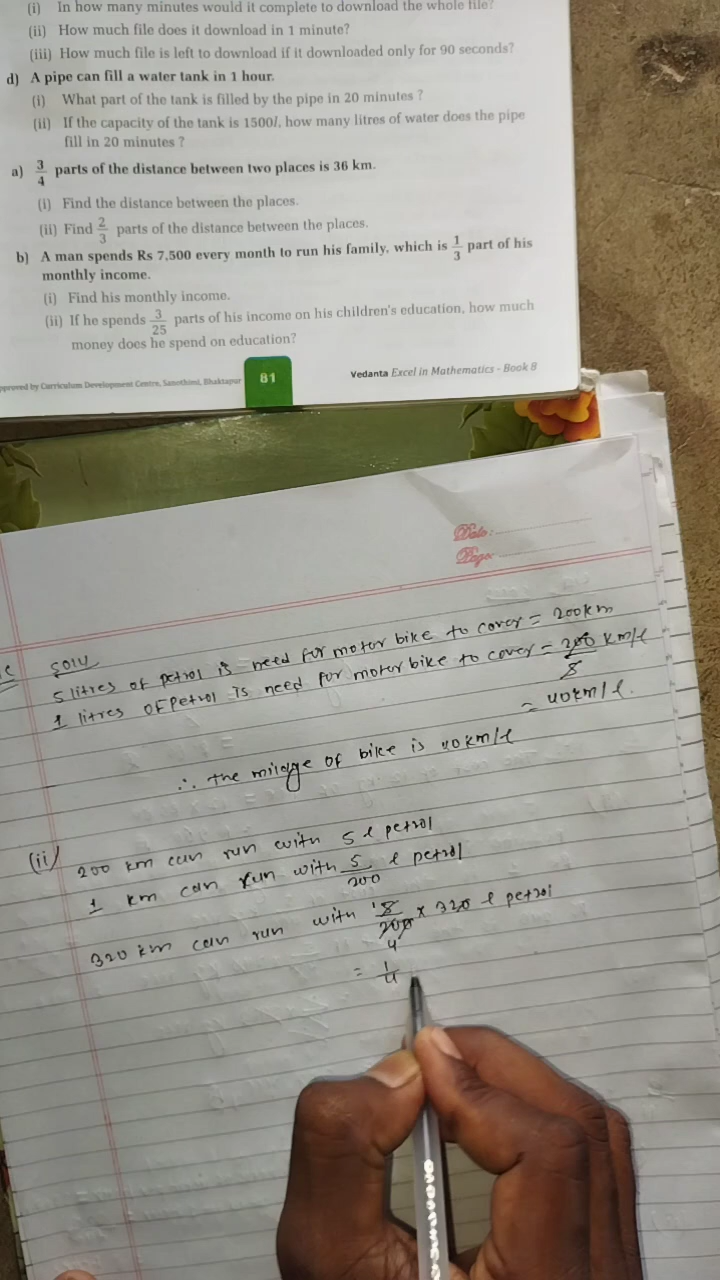 (i) In how many minutes would it complete to download the whole file?
(ii) How much file does it download in 1 minute?
(iii) How much file is left to download if it downloaded only for 90 seconds?
d) A pipe can fill a water tank in 1 hour.
(i) What part of the tank is filled by the pipe in 20 minutes ?
(ii) If the capacity of the tank is 1500l, how many litres of water does the pipe
fill in 20 minutes ?
a) 3/4 parts of the distance between two places is 36 km.
(i) Find the distance between the places.
(ii) Find 2/3 parts of the distance between the places.
b) A man spends Rs 7,500 every month to run his family, which is 1/3 part of his
monthly income.
(i) Find his monthly income.
(ii) If he spends 3/25 parts of his income on his children's education, how much
money does he spend on education?
pproved by Curriculum Development Centre, Sanothimi, Bhaktapur 81 Vedanta Excel in Mathematics - Book 8
Date:
Page:
c soln
5 litres of petrol is need for motor bike to cover = 200km
1 litres of petrol is need for motor bike to cover = 200/5 km/l
= 40km/l.
∴ the milage of bike is 40km/l
(ii) 200 km can run with 5 l petrol
1 km can run with 5/200 l petrol
320 km can run with 5/200 × 320 l petrol
1
4
= 1/4